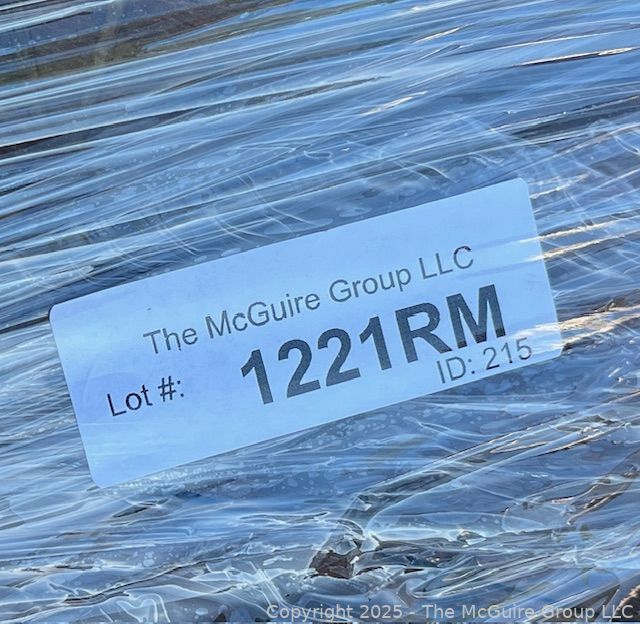 The McGuire Group LLC
Lot #: 1221RM
ID: 215
Copyright 2025 - The McGuire Group LLC